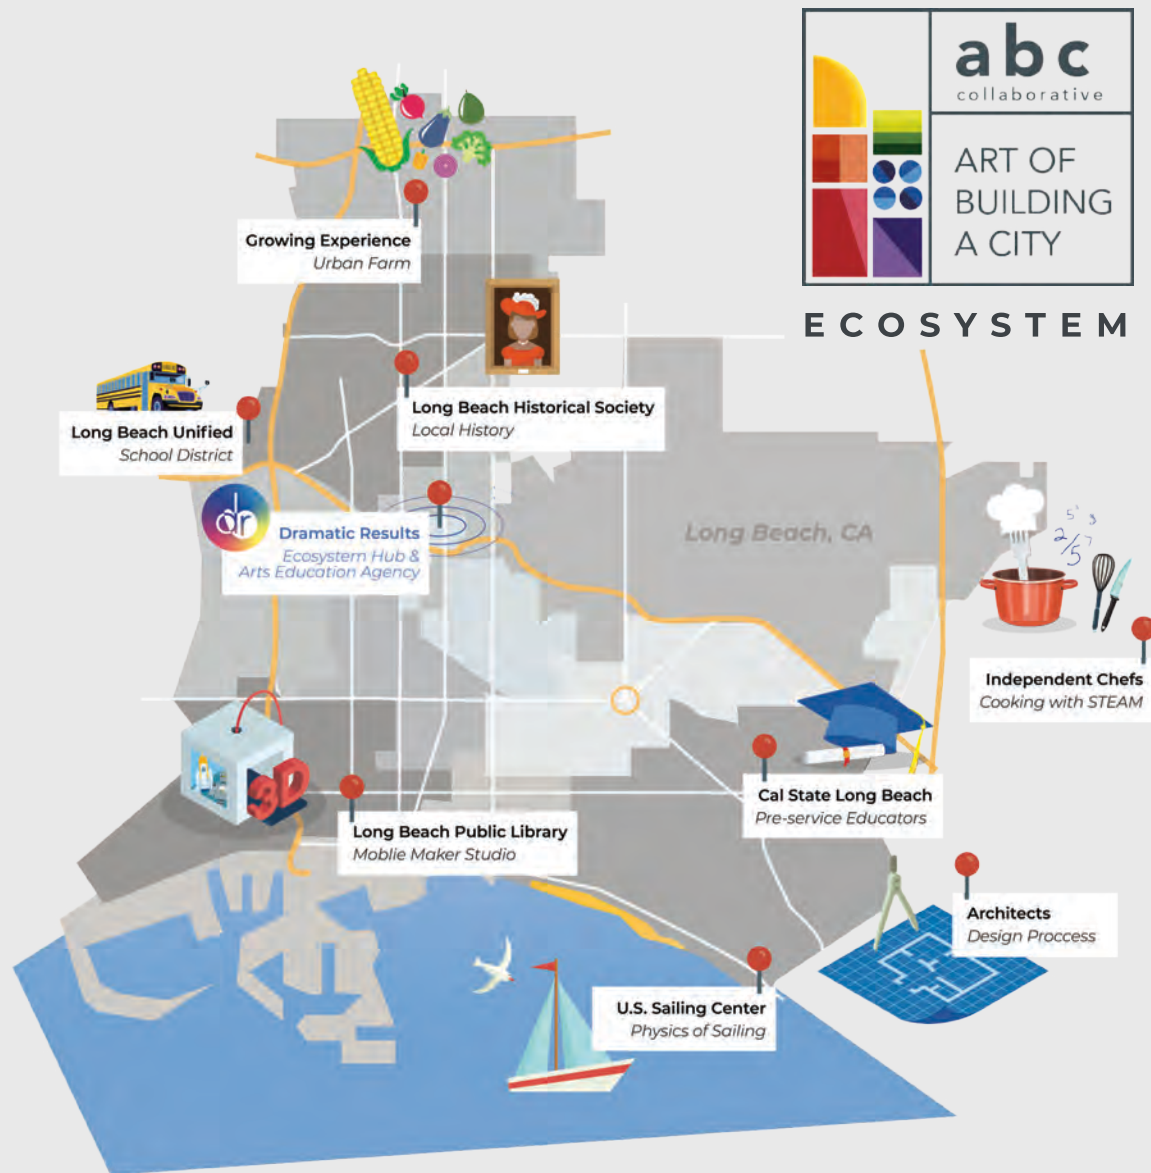 abc
collaborative
ART OF
BUILDING
A CITY
ECOSYSTEM
Growing Experience
Urban Farm
Long Beach Historical Society
Local History
Long Beach Unified
School District
dr
Dramatic Results
Ecosystem Hub &
Arts Education Agency
Long Beach, CA
2/5
Independent Chefs
Cooking with STEAM
3D
Long Beach Public Library
Moblie Maker Studio
Cal State Long Beach
Pre-service Educators
Architects
Design Proccess
U.S. Sailing Center
Physics of Sailing